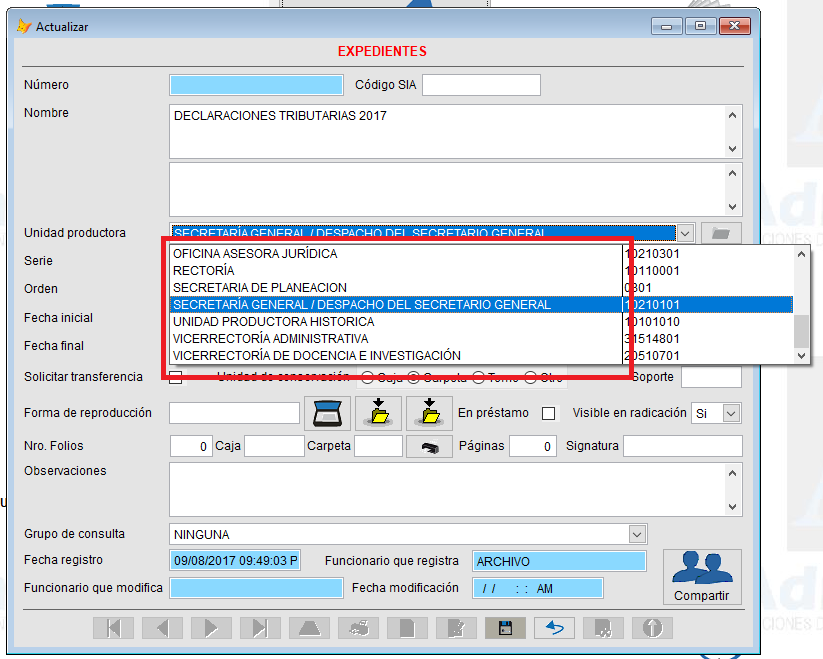 Actualizar
EXPEDIENTES
Número Código SIA
Nombre DECLARACIONES TRIBUTARIAS 2017
Unidad productora SECRETARÍA GENERAL / DESPACHO DEL SECRETARIO GENERAL
Serie OFICINA ASESORA JURÍDICA 10210301
RECTORÍA 10110001
Orden SECRETARIA DE PLANEACION 0301
SECRETARÍA GENERAL / DESPACHO DEL SECRETARIO GENERAL 10210101
Fecha inicial UNIDAD PRODUCTORA HISTORICA 10101010
VICERRECTORÍA ADMINISTRATIVA 31514801
Fecha final VICERRECTORÍA DE DOCENCIA E INVESTIGACIÓN 20510701
Solicitar transferencia Unidad de conservación Caja Carpeta Tomo Otro Soporte
Forma de reproducción En préstamo Visible en radicación Si
Nro. Folios 0 Caja Carpeta Páginas 0 Signatura
Observaciones
Grupo de consulta NINGUNA
Fecha registro 09/08/2017 09:49:03 P Funcionario que registra ARCHIVO
Funcionario que modifica Fecha modificación / / : : AM
Compartir